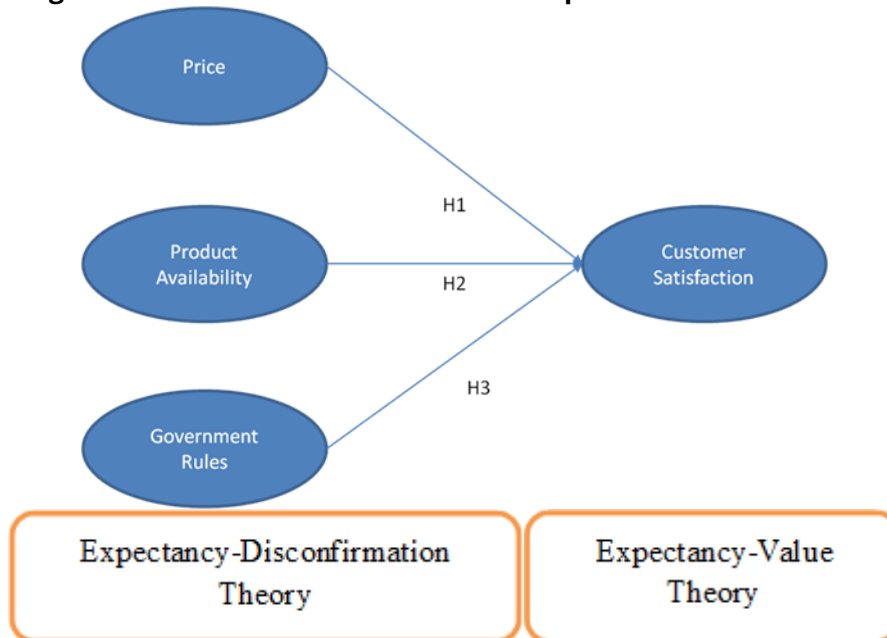 Price
H1
Product
Availability
H2
Customer
Satisfaction
H3
Government
Rules
Expectancy-Disconfirmation
Theory
Expectancy-Value
Theory